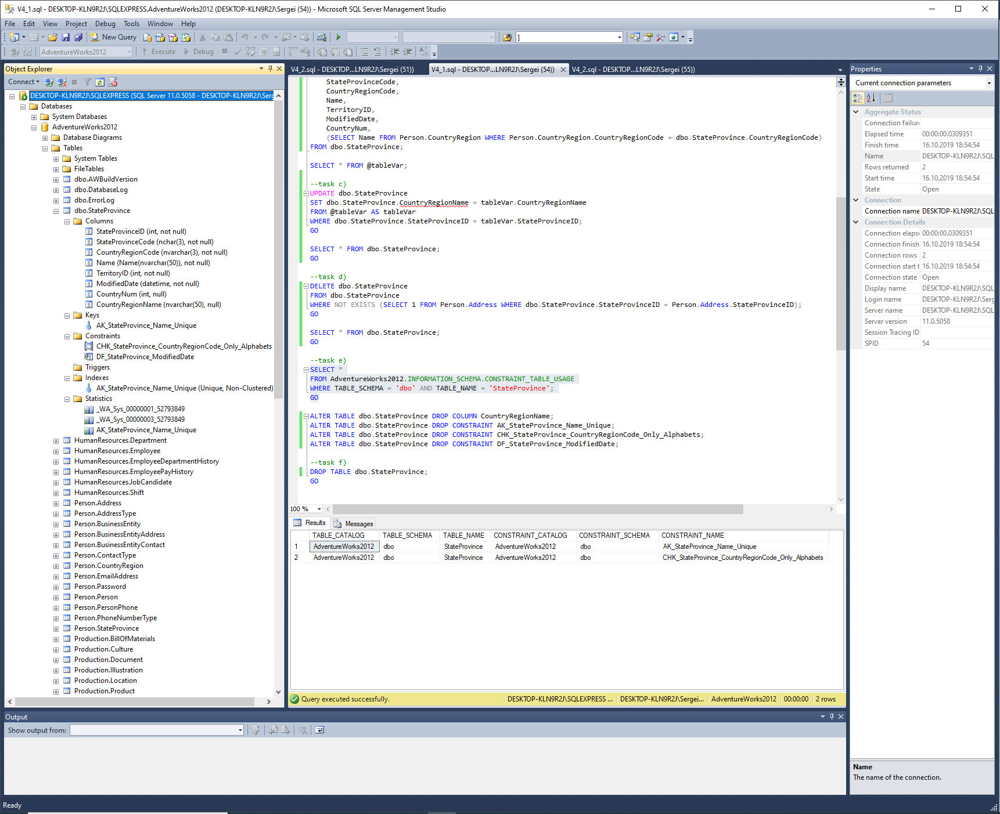 V4_1.sql - DESKTOP-KLN9R2J\SQLEXPRESS.AdventureWorks2012 (DESKTOP-KLN9R2J\Sergei (54)) - Microsoft SQL Server Management Studio
File Edit View Project Debug Tools Window Help
New Query ]
AdventureWorks2012 Execute Debug
Object Explorer
Connect
DESKTOP-KLN9R2J\SQLEXPRESS (SQL Server 11.0.5058 - DESKTOP-KLN9R2J\Serg
Databases
System Databases
AdventureWorks2012
Database Diagrams
Tables
System Tables
FileTables
dbo.AWBuildVersion
dbo.DatabaseLog
dbo.ErrorLog
dbo.StateProvince
Columns
StateProvinceID (int, not null)
StateProvinceCode (nchar(3), not null)
CountryRegionCode (nvarchar(3), not null)
Name (Name(nvarchar(50)), not null)
TerritoryID (int, not null)
ModifiedDate (datetime, not null)
CountryNum (int, null)
CountryRegionName (nvarchar(50), null)
Keys
AK_StateProvince_Name_Unique
Constraints
CHK_StateProvince_CountryRegionCode_Only_Alphabets
DF_StateProvince_ModifiedDate
Triggers
Indexes
AK_StateProvince_Name_Unique (Unique, Non-Clustered)
Statistics
_WA_Sys_00000001_52793849
_WA_Sys_00000003_52793849
AK_StateProvince_Name_Unique
HumanResources.Department
HumanResources.Employee
HumanResources.EmployeeDepartmentHistory
HumanResources.EmployeePayHistory
HumanResources.JobCandidate
HumanResources.Shift
Person.Address
Person.AddressType
Person.BusinessEntity
Person.BusinessEntityAddress
Person.BusinessEntityContact
Person.ContactType
Person.CountryRegion
Person.EmailAddress
Person.Password
Person.Person
Person.PersonPhone
Person.PhoneNumberType
Person.StateProvince
Production.BillOfMaterials
Production.Culture
Production.Document
Production.Illustration
Production.Location
Production.Product
V4_2.sql - DESKTOP...LN9R2J\Sergei (51)) V4_1.sql - DESKTOP...LN9R2J\Sergei (54)) V4_2.sql - DESKTOP...LN9R2J\Sergei (55))
StateProvinceCode,
CountryRegionCode,
Name,
TerritoryID,
ModifiedDate,
CountryNum,
(SELECT Name FROM Person.CountryRegion WHERE Person.CountryRegion.CountryRegionCode = dbo.StateProvince.CountryRegionCode)
FROM dbo.StateProvince;
SELECT * FROM @tableVar;
--task c)
UPDATE dbo.StateProvince
SET dbo.StateProvince.CountryRegionName = tableVar.CountryRegionName
FROM @tableVar AS tableVar
WHERE dbo.StateProvince.StateProvinceID = tableVar.StateProvinceID;
GO
SELECT * FROM dbo.StateProvince;
GO
--task d)
DELETE dbo.StateProvince
FROM dbo.StateProvince
WHERE NOT EXISTS (SELECT 1 FROM Person.Address WHERE dbo.StateProvince.StateProvinceID = Person.Address.StateProvinceID);
GO
SELECT * FROM dbo.StateProvince;
GO
--task e)
SELECT *
FROM AdventureWorks2012.INFORMATION_SCHEMA.CONSTRAINT_TABLE_USAGE
WHERE TABLE_SCHEMA = 'dbo' AND TABLE_NAME = 'StateProvince';
GO
ALTER TABLE dbo.StateProvince DROP COLUMN CountryRegionName;
ALTER TABLE dbo.StateProvince DROP CONSTRAINT AK_StateProvince_Name_Unique;
ALTER TABLE dbo.StateProvince DROP CONSTRAINT CHK_StateProvince_CountryRegionCode_Only_Alphabets;
ALTER TABLE dbo.StateProvince DROP CONSTRAINT DF_StateProvince_ModifiedDate;
--task f)
DROP TABLE dbo.StateProvince;
GO
100 %
Results Messages
TABLE_CATALOG TABLE_SCHEMA TABLE_NAME CONSTRAINT_CATALOG CONSTRAINT_SCHEMA CONSTRAINT_NAME
1 AdventureWorks2012 dbo StateProvince AdventureWorks2012 dbo AK_StateProvince_Name_Unique
2 AdventureWorks2012 dbo StateProvince AdventureWorks2012 dbo CHK_StateProvince_CountryRegionCode_Only_Alphabets
Query executed successfully. DESKTOP-KLN9R2J\SQLEXPRESS ... DESKTOP-KLN9R2J\Sergei... AdventureWorks2012 00:00:00 2 rows
Properties
Current connection parameters
Aggregate Status
Connection failure
Elapsed time 00:00:00.0309351
Finish time 16.10.2019 18:54:54
Name DESKTOP-KLN9R2J\SQL
Rows returned 2
Start time 16.10.2019 18:54:54
State Open
Connection
Connection name DESKTOP-KLN9R2J\SQL
Connection Details
Connection elaps 00:00:00.0309351
Connection finish 16.10.2019 18:54:54
Connection rows 2
Connection start t 16.10.2019 18:54:54
Connection state Open
Display name DESKTOP-KLN9R2J\SQL
Login name DESKTOP-KLN9R2J\Serg
Server name DESKTOP-KLN9R2J\SQL
Server version 11.0.5058
Session Tracing ID
SPID 54
Name
The name of the connection.
Output
Show output from:
Ready